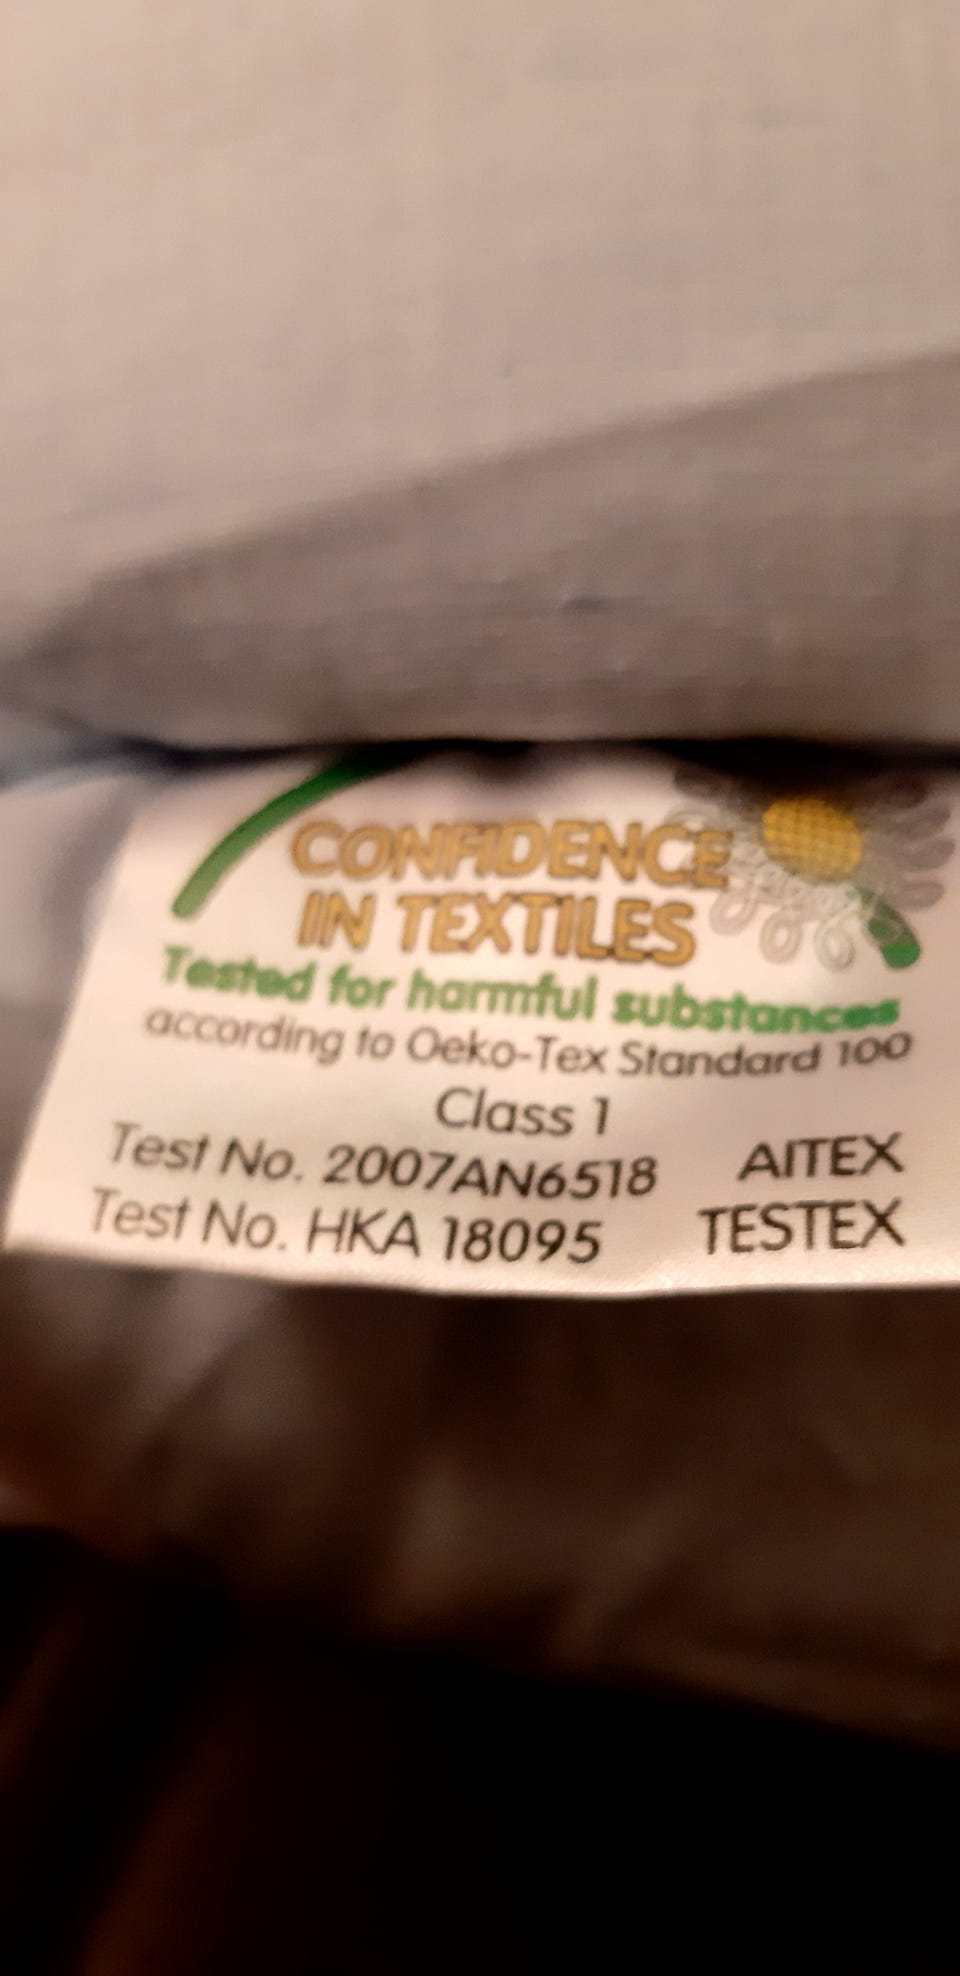 CONFIDENCE
IN TEXTILES
Tested for harmful substances
according to Oeko-Tex Standard 100
Class 1
Test No. 2007AN6518 AITEX
Test No. HKA 18095 TESTEX